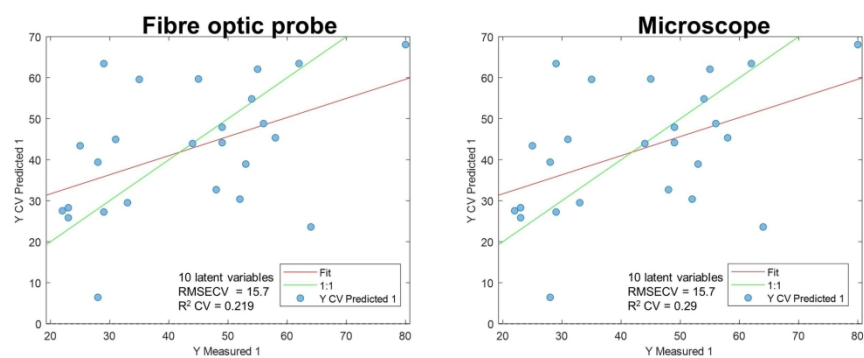 Fibre optic probe
70
60
50
40
30
20
10
0
Y CV Predicted 1
10 latent variables
RMSECV = 15.7
R² CV = 0.219
Fit
1:1
Y CV Predicted 1
20 30 40 50 60 70 80
Y Measured 1
Microscope
70
60
50
40
30
20
10
0
Y CV Predicted 1
10 latent variables
RMSECV = 15.7
R² CV = 0.29
Fit
1:1
Y CV Predicted 1
20 30 40 50 60 70 80
Y Measured 1